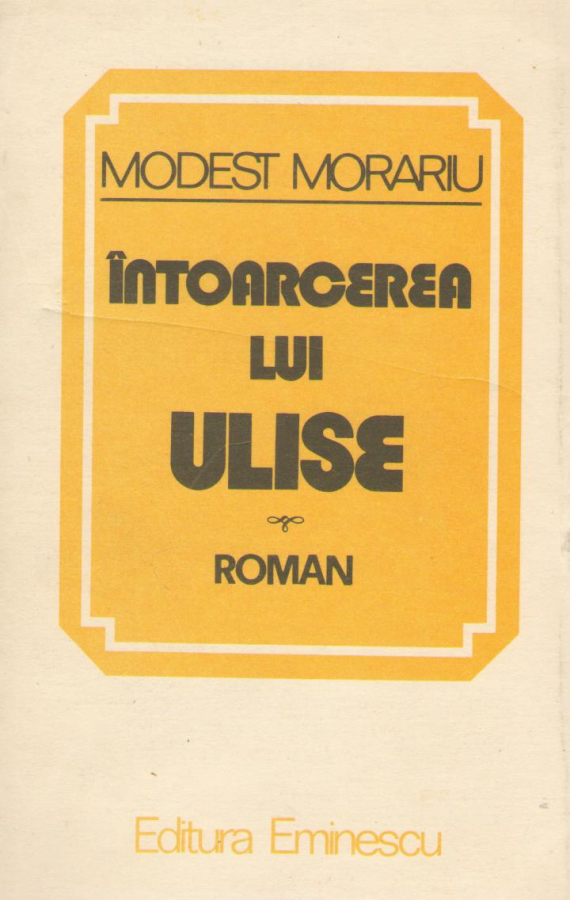 MODEST MORARIU
ÎNTOARCEREA
LUI
ULISE
ROMAN
Editura Eminescu